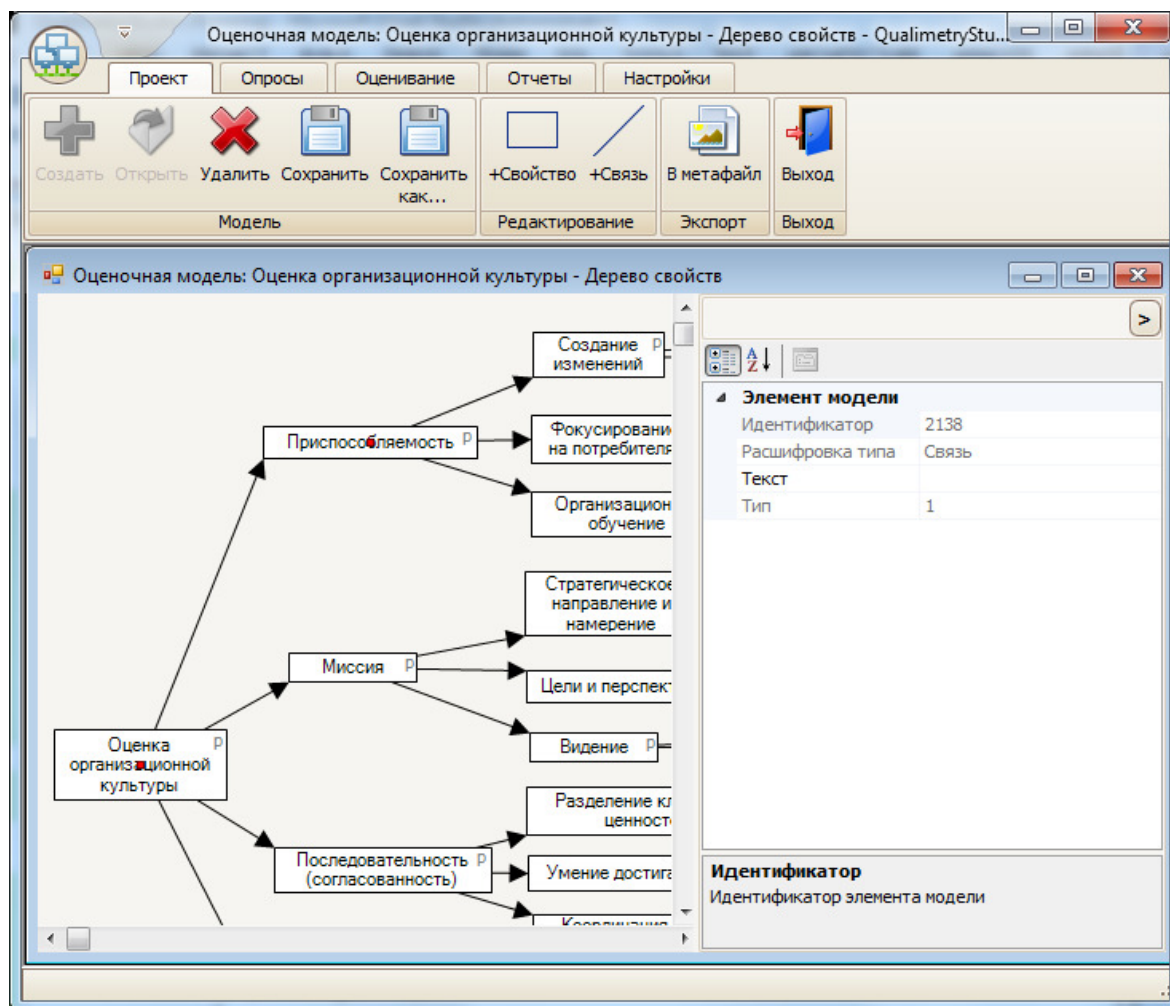 Оценочная модель: Оценка организационной культуры - Дерево свойств - QualimetryStu...
Проект
Опросы
Оценивание
Отчеты
Настройки
Создать
Открыть
Удалить
Сохранить
Сохранить
как...
+Свойство
+Связь
В метафайл
Выход
Модель
Редактирование
Экспорт
Выход
Оценочная модель: Оценка организационной культуры - Дерево свойств
Создание
изменений
p
Приспособляемость
p
Фокусировани
на потребителя
Организацион
обучение
Стратегическое
направление и
намерение
Миссия
p
Цели и перспект
Видение
p
Оценка
организационной
культуры
p
Разделение кл
ценност
Последовательность
(согласованность)
p
Умение достига
Координация
>
Элемент модели
Идентификатор 2138
Расшифровка типа Связь
Текст
Тип 1
Идентификатор
Идентификатор элемента модели